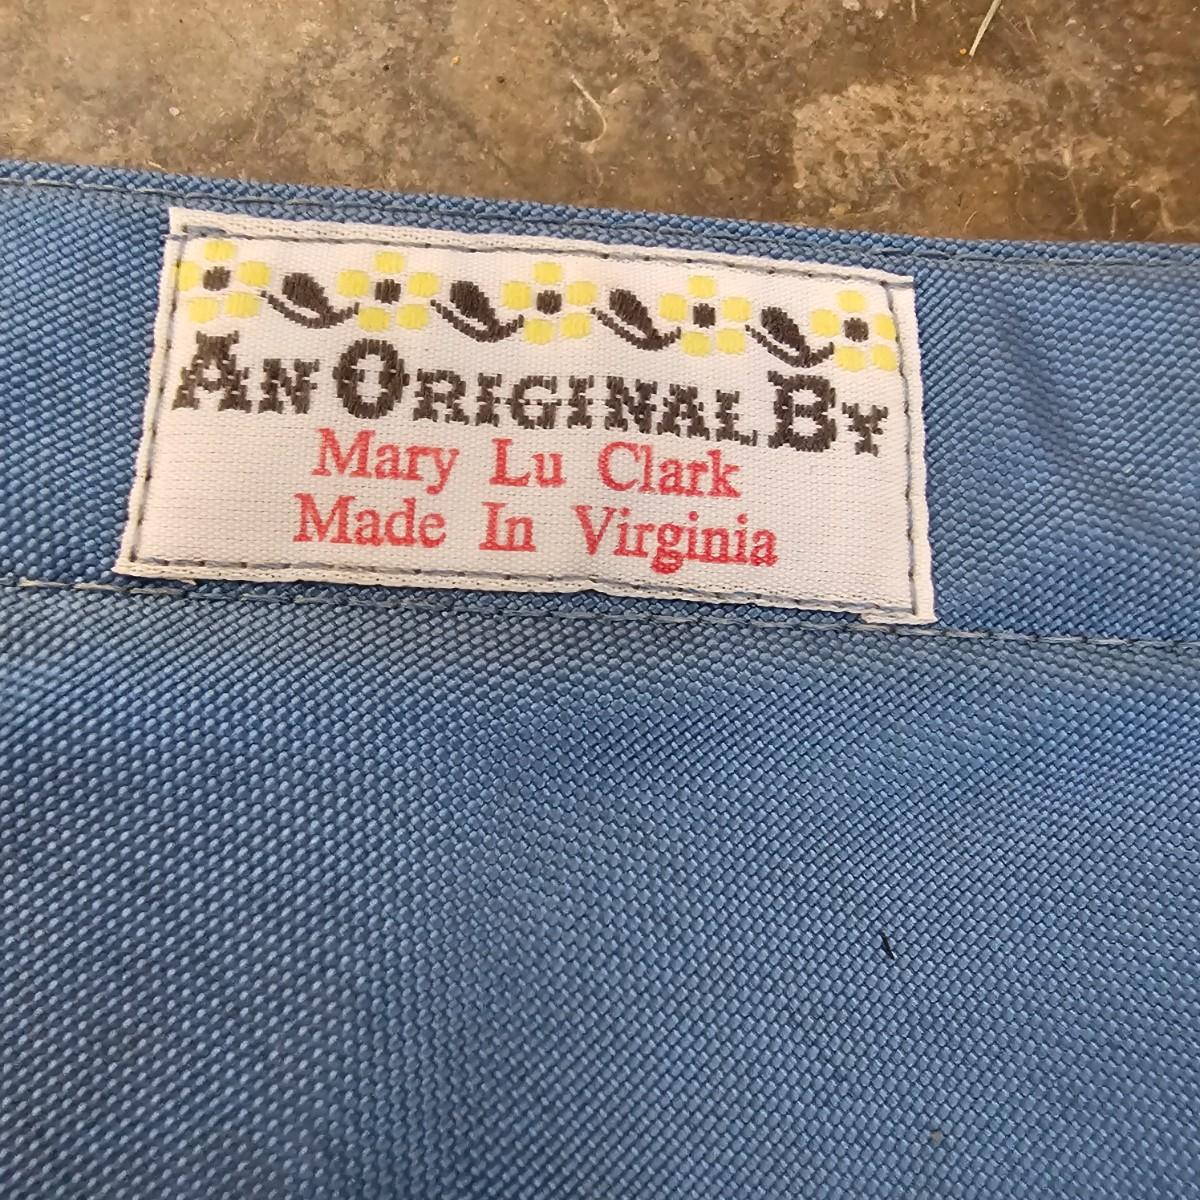 An Original By
Mary Lu Clark
Made In Virginia